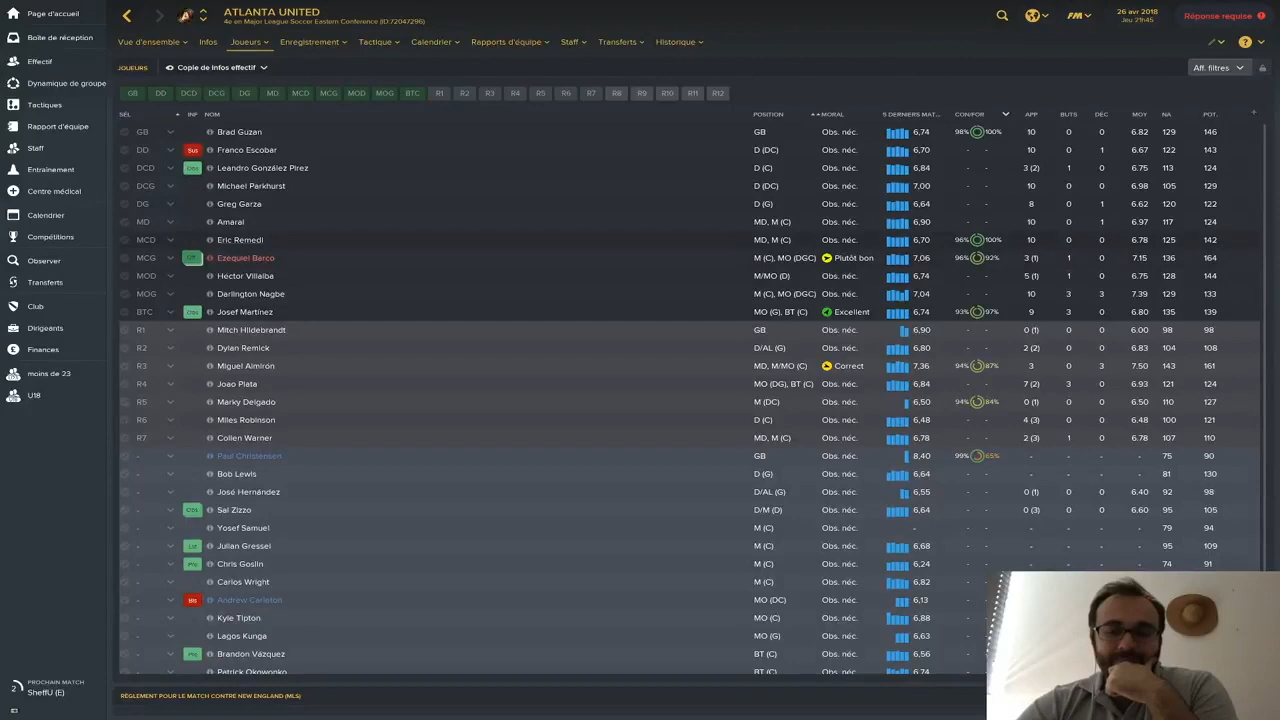 Page d'accueil
Boîte de réception
Effectif
Dynamique de groupe
Tactiques
Rapport d'équipe
Staff
Entraînement
Centre médical
Calendrier
Compétitions
Observer
Transferts
Club
Dirigeants
Finances
moins de 23
U18
2 PROCHAIN MATCH
SheffU (E)
ATLANTA UNITED
4e en Major League Soccer Eastern Conference (ID:72047296)
FM
26 avr 2018
Jeu 21h45
Réponse requise
Vue d'ensemble Infos Joueurs Enregistrement Tactique Calendrier Rapports d'équipe Staff Transferts Historique
JOUEURS Copie de Infos effectif Aff. filtres
GB DD DCD DCG DG MD MCD MCG MOD MOG BTC R1 R2 R3 R4 R5 R6 R7 R8 R9 R10 R11 R12
SÉL INF NOM POSITION MORAL 5 DERNIERS MAT... CON/FOR APP BUTS DÉC MOY NA POT.
GB Brad Guzan GB Obs. néc. 6,74 98% 100% 10 0 0 6.82 129 146
DD Sus Franco Escobar D (DC) Obs. néc. 6,70 - - 10 0 1 6.67 122 143
DCD Obs Leandro González Pírez D (C) Obs. néc. 6,84 - - 3 (2) 1 0 6.75 113 124
DCG Michael Parkhurst D (DC) Obs. néc. 7,00 - - 10 0 0 6.98 105 129
DG Greg Garza D (G) Obs. néc. 6,64 - - 8 0 1 6.62 120 122
MD Amaral MD, M (C) Obs. néc. 6,90 - - 10 0 1 6.97 117 124
MCD Eric Remedi MD, M (C) Obs. néc. 6,70 96% 100% 10 0 0 6.78 125 142
MCG Ezequiel Barco M (C), MO (DGC) Plutôt bon 7,06 96% 92% 3 (1) 1 0 7.15 136 164
MOD Héctor Villalba M/MO (D) Obs. néc. 6,74 - - 5 (1) 1 0 6.75 128 144
MOG Darlington Nagbe M (C), MO (DGC) Obs. néc. 7,04 - - 10 3 3 7.39 129 133
BTC Obs Josef Martínez MO (G), BT (C) Excellent 6,74 93% 97% 9 3 0 6.80 135 139
R1 Mitch Hildebrandt GB Obs. néc. 6,90 - - 0 (1) 0 0 6.00 98 98
R2 Dylan Remick D/AL (G) Obs. néc. 6,80 - - 2 (2) 0 0 6.83 104 108
R3 Miguel Almirón MD, M/MO (C) Correct 7,36 94% 87% 3 0 3 7.50 143 161
R4 Joao Plata MO (DG), BT (C) Obs. néc. 6,84 - - 7 (2) 3 0 6.93 121 124
R5 Marky Delgado M (DC) Obs. néc. 6,50 94% 84% 0 (1) 0 0 6.50 110 127
R6 Miles Robinson D (C) Obs. néc. 6,48 - - 4 (3) 0 0 6.48 100 121
R7 Collen Warner MD, M (C) Obs. néc. 6,78 - - 2 (3) 1 0 6.78 107 110
- Paul Christensen GB Obs. néc. 8,40 99% 65% - - - - 75 90
- Bob Lewis D (G) Obs. néc. 6,64 - - - - - - 81 130
- José Hernández D/AL (G) Obs. néc. 6,55 - - 0 (1) 0 0 6.40 92 98
- Obs Sal Zizzo D/M (D) Obs. néc. 6,64 - - 0 (3) 0 0 6.60 95 105
- Yosef Samuel M (C) Obs. néc. - - - - - - - 79 94
- Lst Julian Gressel M (C) Obs. néc. 6,68 - - - - - - 95 109
- Prê Chris Goslin M (C) Obs. néc. 6,24 - - - - - - 74 91
- Carlos Wright M (C) Obs. néc. 6,82
- Bls Andrew Carleton MO (DC) Obs. néc. 6,13
- Kyle Tipton MO (C) Obs. néc. 6,88
- Lagos Kunga MO (G) Obs. néc. 6,63
- Prê Brandon Vázquez BT (C) Obs. néc. 6,56
- Patrick Okowonko BT (C) Obs. néc. 6,74
RÈGLEMENT POUR LE MATCH CONTRE NEW ENGLAND (MLS)